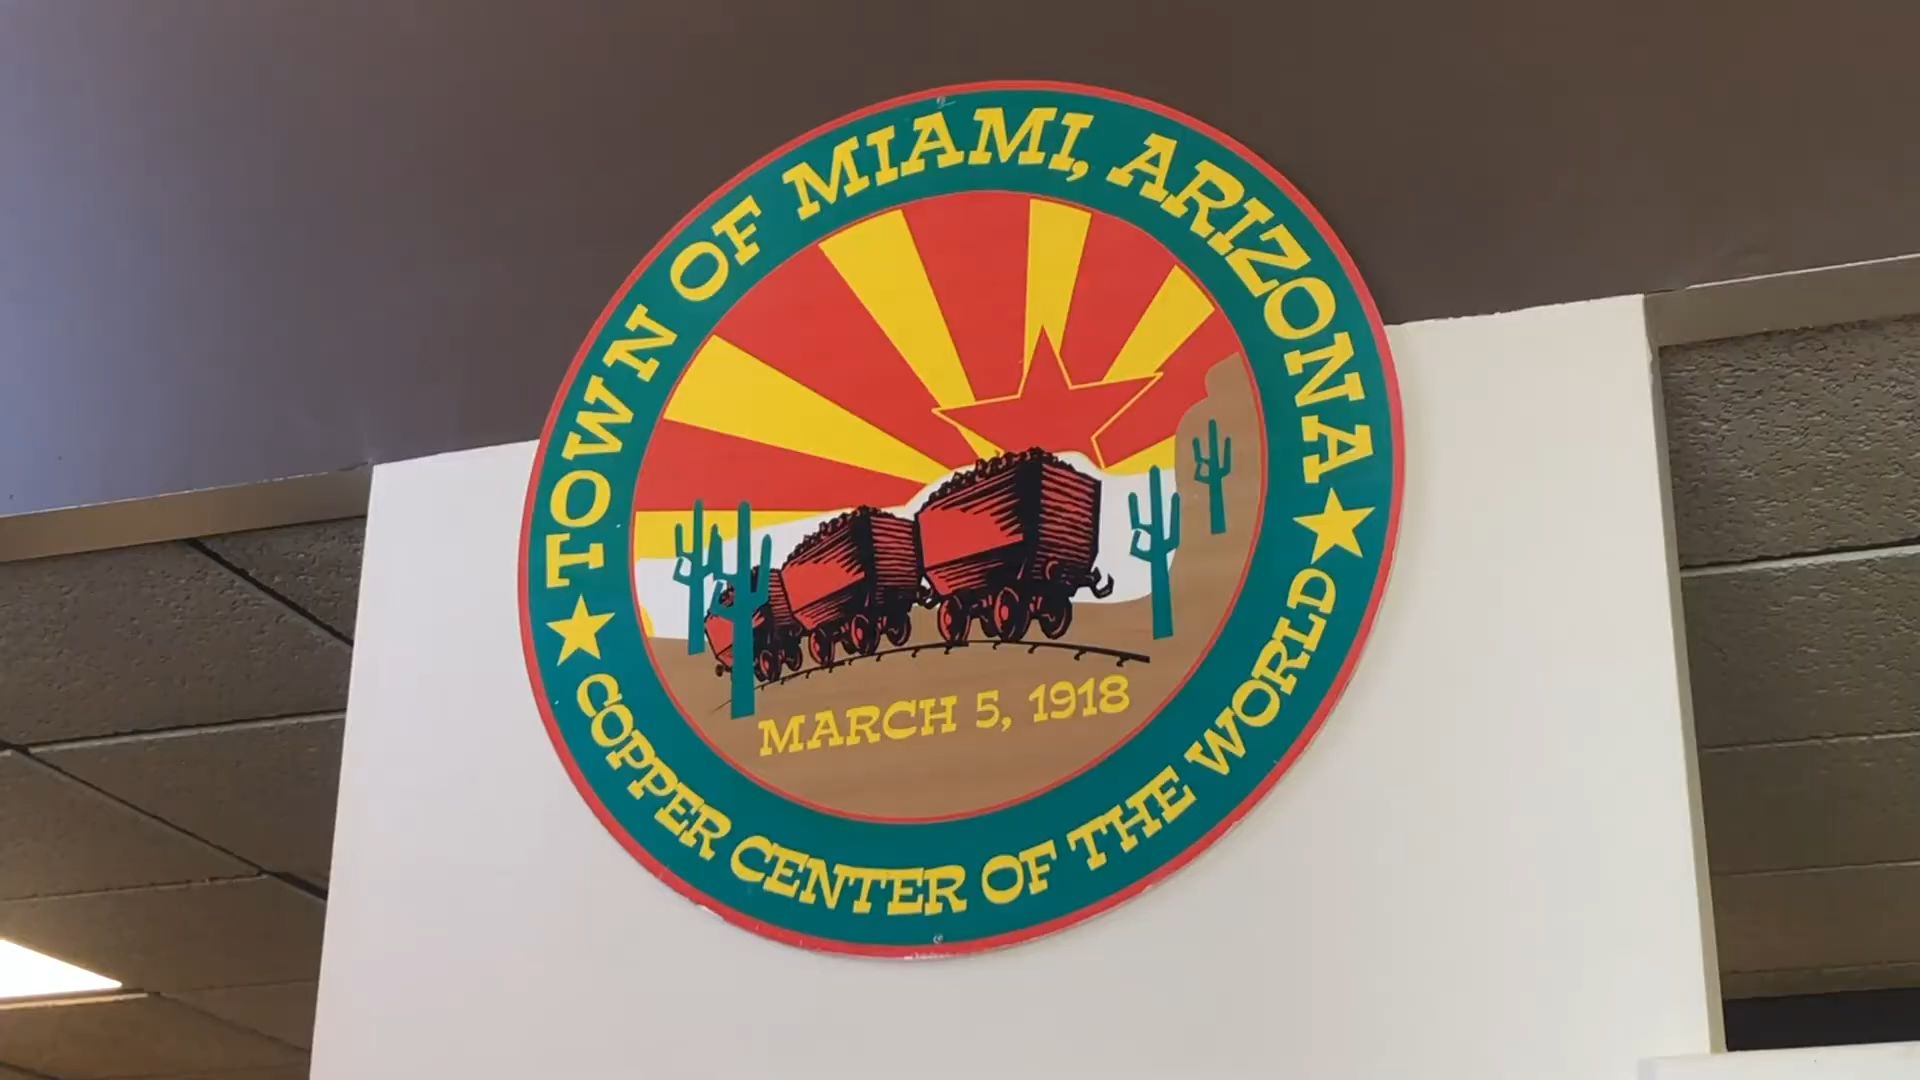 TOWN OF MIAMI, ARIZONA
MARCH 5, 1918
COPPER CENTER OF THE WORLD